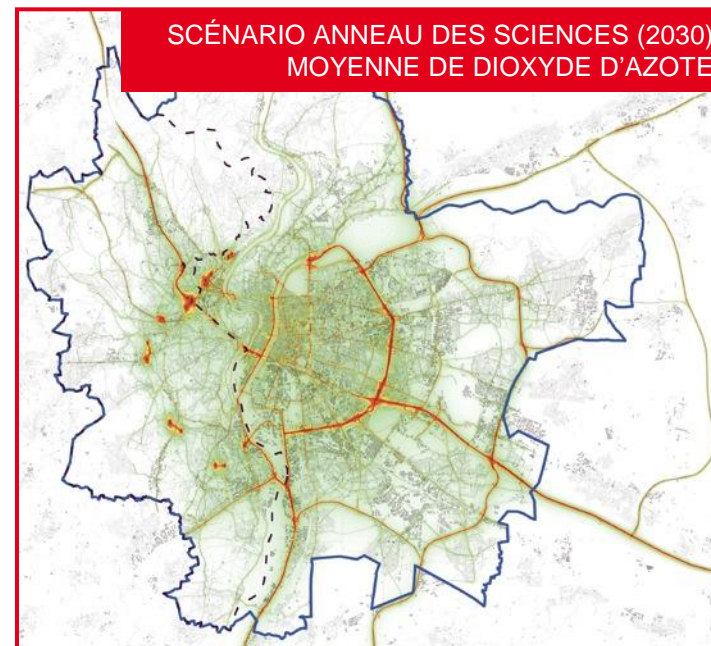 SCÉNARIO ANNEAU DES SCIENCES (2030)
MOYENNE DE DIOXYDE D'AZOTE